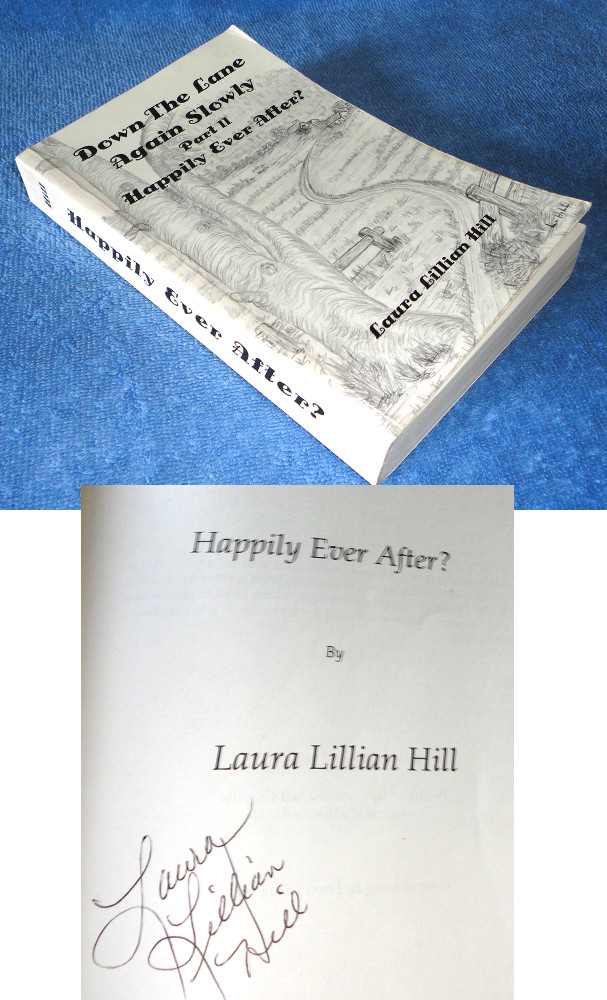 Down The Lane
Again Slowly
Part II
Happily Ever After?
Laura Lillian Hill
L. Hill
Hill
Happily Ever After?
Happily Ever After?
By
Laura Lillian Hill
Laura
Lillian
Hill